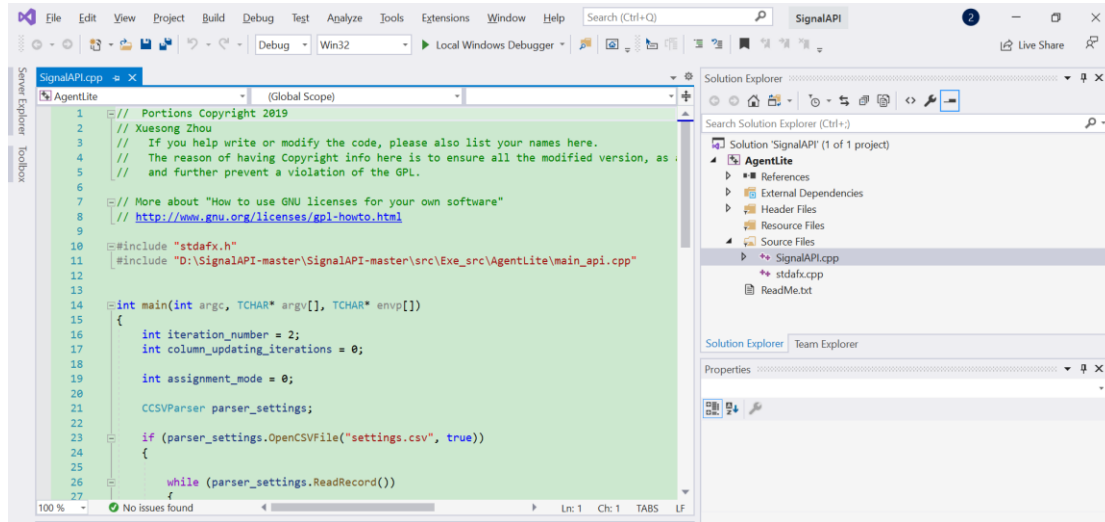 File Edit View Project Build Debug Test Analyze Tools Extensions Window Help Search (Ctrl+Q) SignalAPI 2
Debug Win32 Local Windows Debugger Live Share
Server Explorer
Toolbox
SignalAPI.cpp
AgentLite (Global Scope)
1 // Portions Copyright 2019
2 // Xuesong Zhou
3 // If you help write or modify the code, please also list your names here.
4 // The reason of having Copyright info here is to ensure all the modified version, as
5 // and further prevent a violation of the GPL.
6
7 // More about "How to use GNU licenses for your own software"
8 // http://www.gnu.org/licenses/gpl-howto.html
9
10 #include "stdafx.h"
11 #include "D:\SignalAPI-master\SignalAPI-master\src\Exe_src\AgentLite\main_api.cpp"
12
13
14 int main(int argc, TCHAR* argv[], TCHAR* envp[])
15 {
16 int iteration_number = 2;
17 int column_updating_iterations = 0;
18
19 int assignment_mode = 0;
20
21 CCSVParser parser_settings;
22
23 if (parser_settings.OpenCSVFile("settings.csv", true))
24 {
25
26 while (parser_settings.ReadRecord())
27 {
100 % No issues found Ln: 1 Ch: 1 TABS LF
Solution Explorer
Search Solution Explorer (Ctrl+;)
Solution 'SignalAPI' (1 of 1 project)
AgentLite
References
External Dependencies
Header Files
Resource Files
Source Files
SignalAPI.cpp
stdafx.cpp
ReadMe.txt
Solution Explorer Team Explorer
Properties